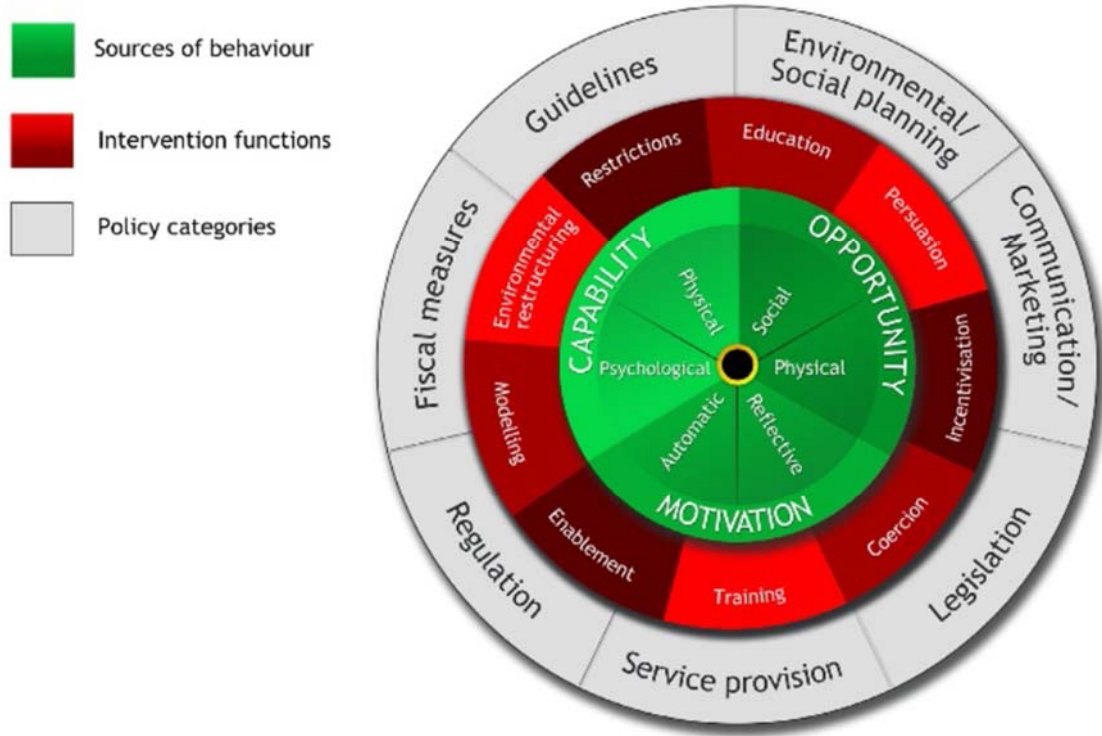 Sources of behaviour
Intervention functions
Policy categories
Guidelines
Environmental/
Social planning
Communication/
Marketing
Legislation
Service provision
Regulation
Fiscal measures
Restrictions
Education
Persuasion
Incentivisation
Coercion
Training
Enablement
Modelling
Environmental
restructuring
CAPABILITY
OPPORTUNITY
MOTIVATION
Physical
Social
Psychological
Physical
Automatic
Reflective